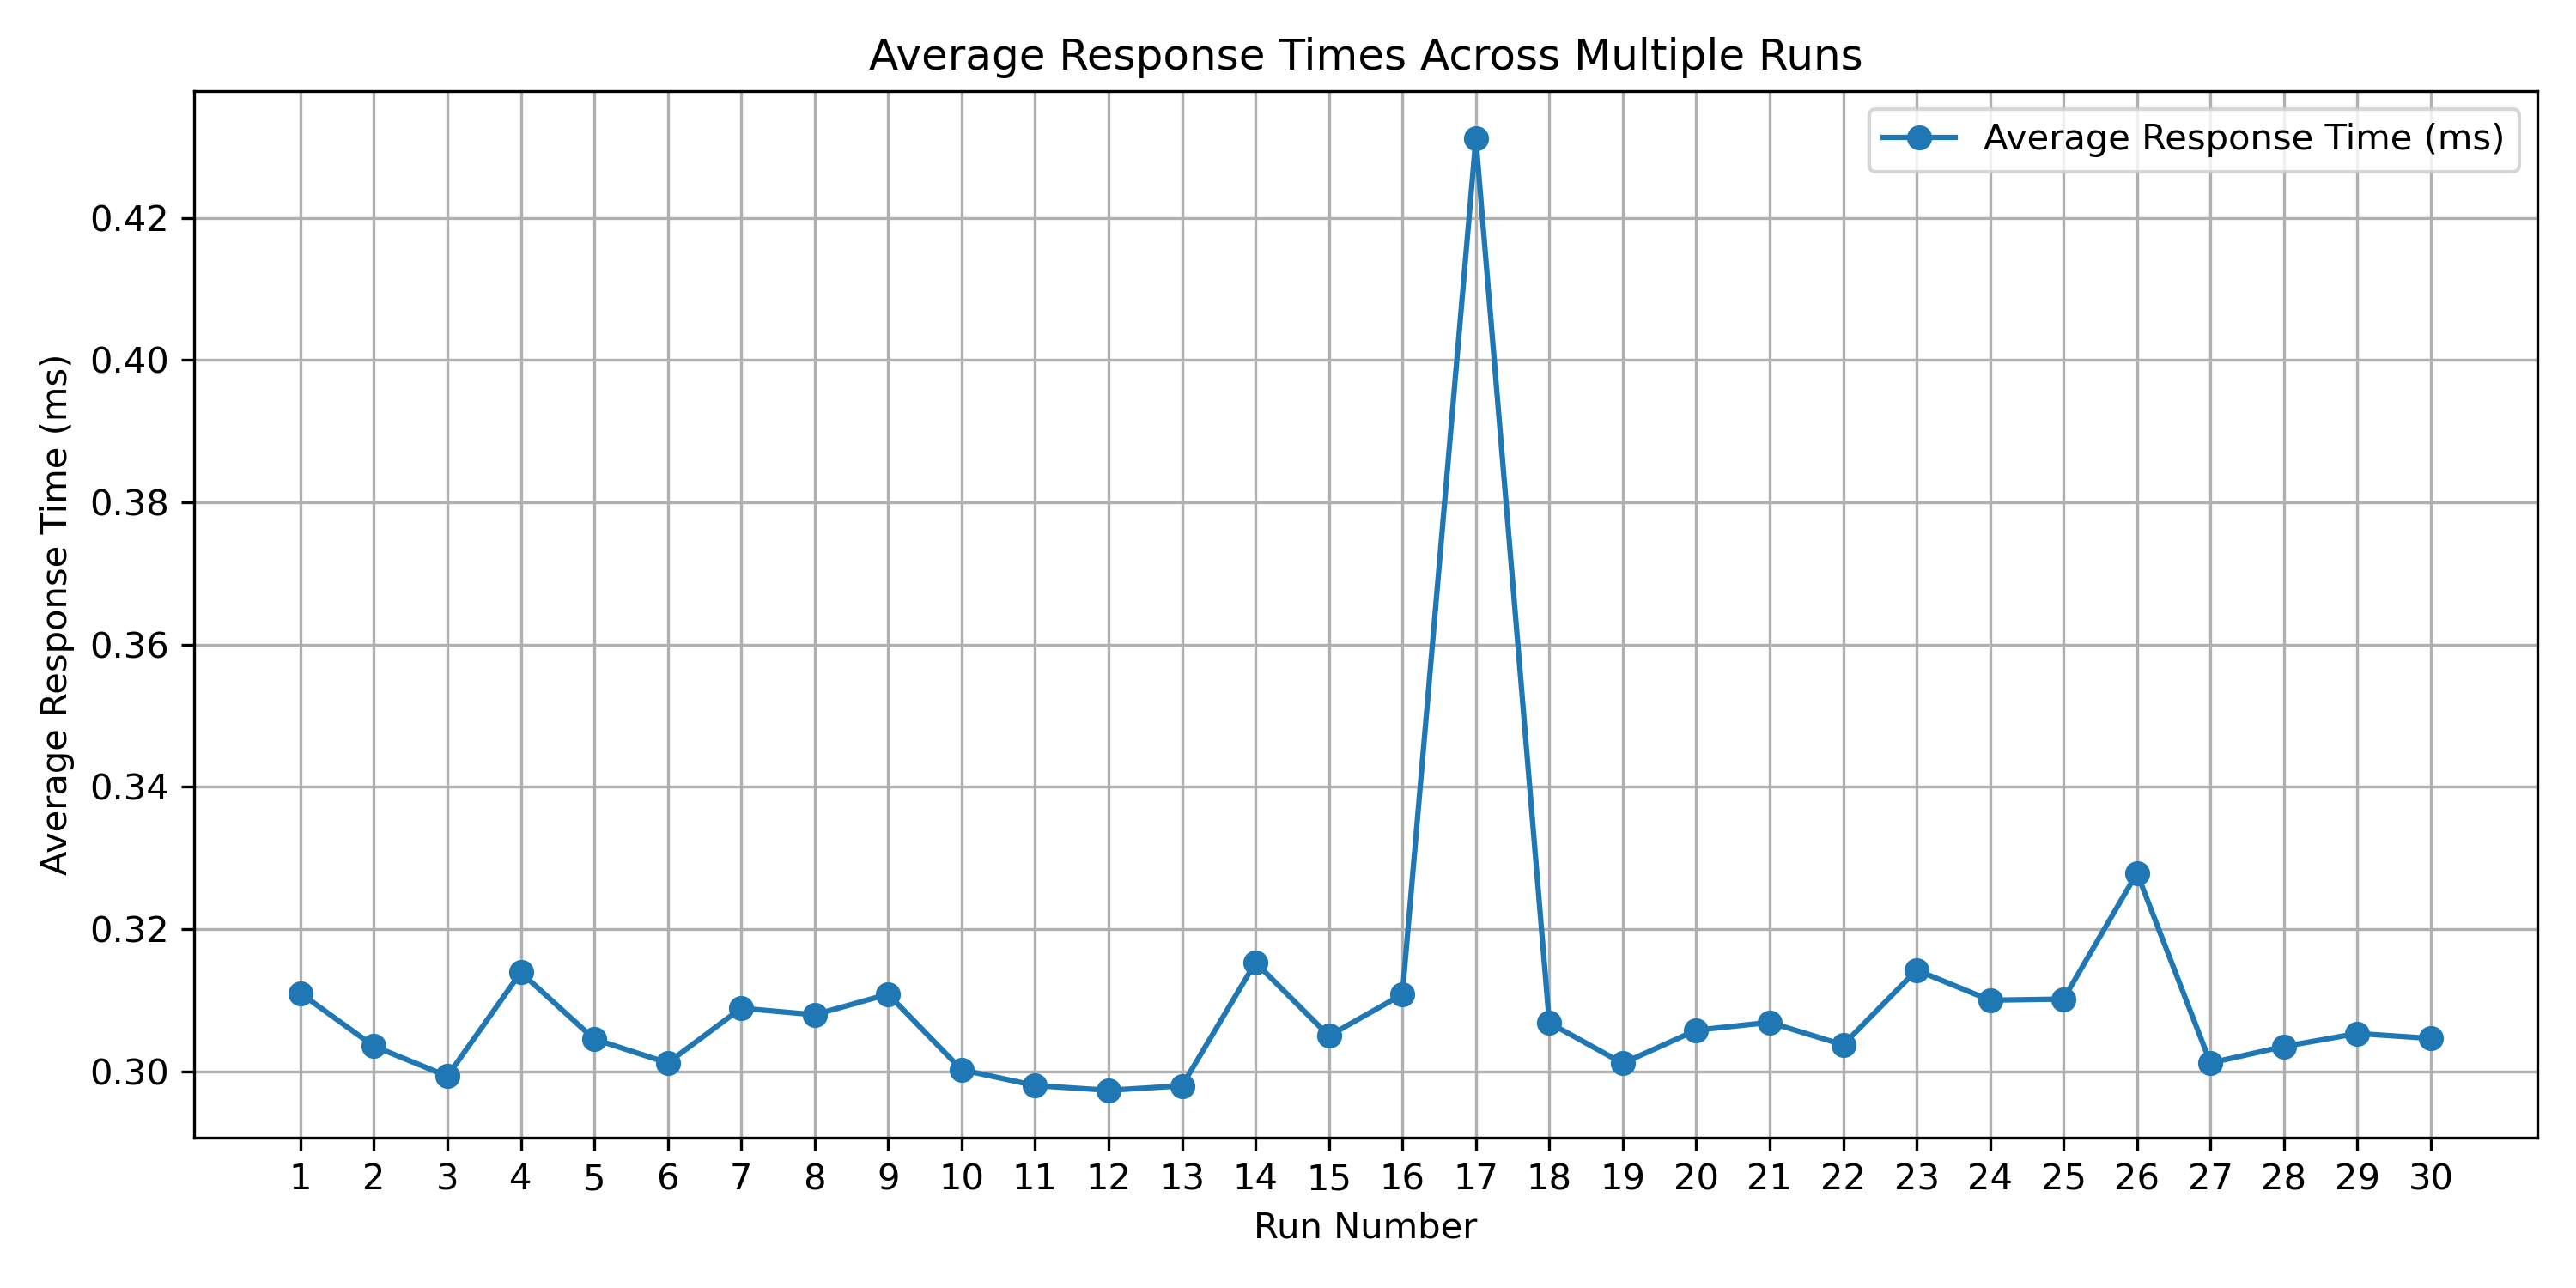 Average Response Times Across Multiple Runs
Average Response Time (ms)
Average Response Time (ms)
0.42
0.40
0.38
0.36
0.34
0.32
0.30
1 2 3 4 5 6 7 8 9 10 11 12 13 14 15 16 17 18 19 20 21 22 23 24 25 26 27 28 29 30
Run Number